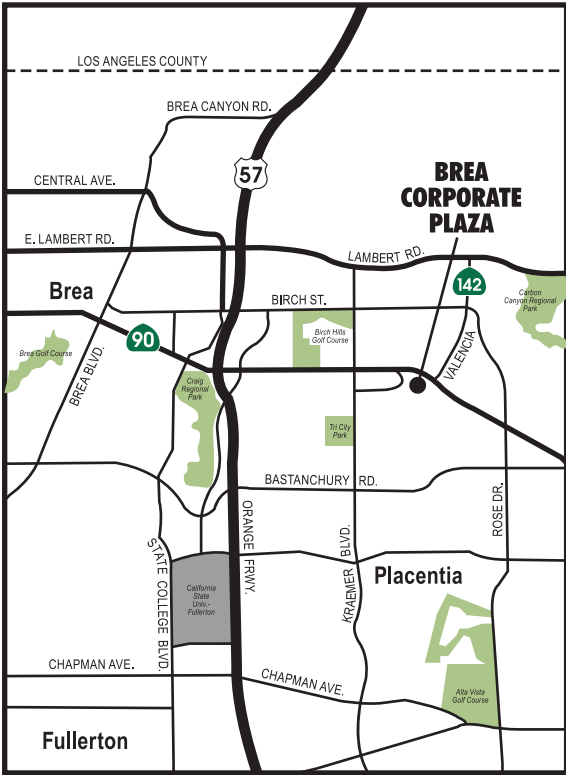 LOS ANGELES COUNTY
BREA CANYON RD.
57
BREA
CORPORATE
PLAZA
CENTRAL AVE.
E. LAMBERT RD.
LAMBERT RD.
142
Carbon
Canyon Regional
Park
Brea
BIRCH ST.
90
Birch Hills
Golf Course
VALENCIA
Brea Golf Course
BREA BLVD.
Craig
Regional
Park
Tri City
Park
BASTANCHURY RD.
ROSE DR.
ORANGE FRWY.
KRAEMER BLVD.
STATE COLLEGE BLVD.
California
State
Univ.-
Fullerton
Placentia
CHAPMAN AVE.
CHAPMAN AVE.
Alta Vista
Golf Course
Fullerton